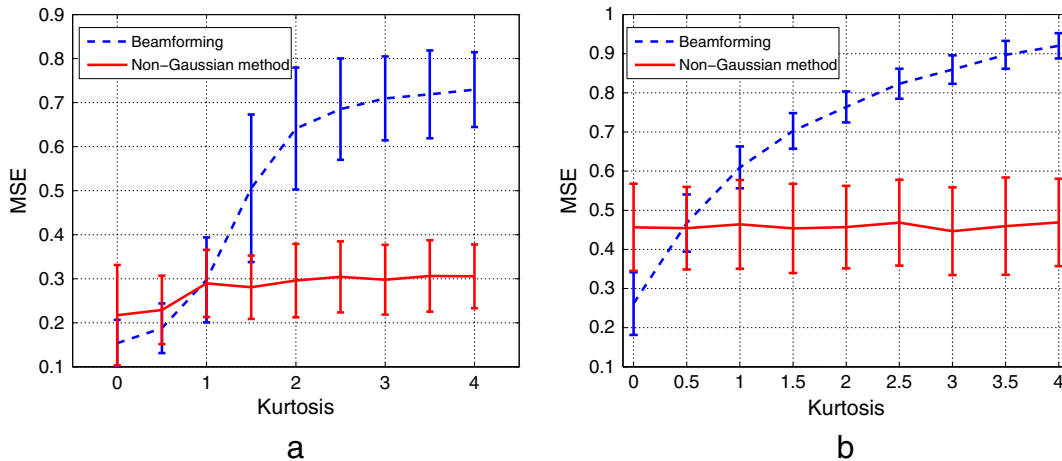 0.9
0.8
0.7
0.6
0.5
0.4
0.3
0.2
0.1
MSE
Beamforming
Non-Gaussian method
0 1 2 3 4
Kurtosis
a
1
0.9
0.8
0.7
0.6
0.5
0.4
0.3
0.2
0.1
MSE
Beamforming
Non-Gaussian method
0 0.5 1 1.5 2 2.5 3 3.5 4
Kurtosis
b